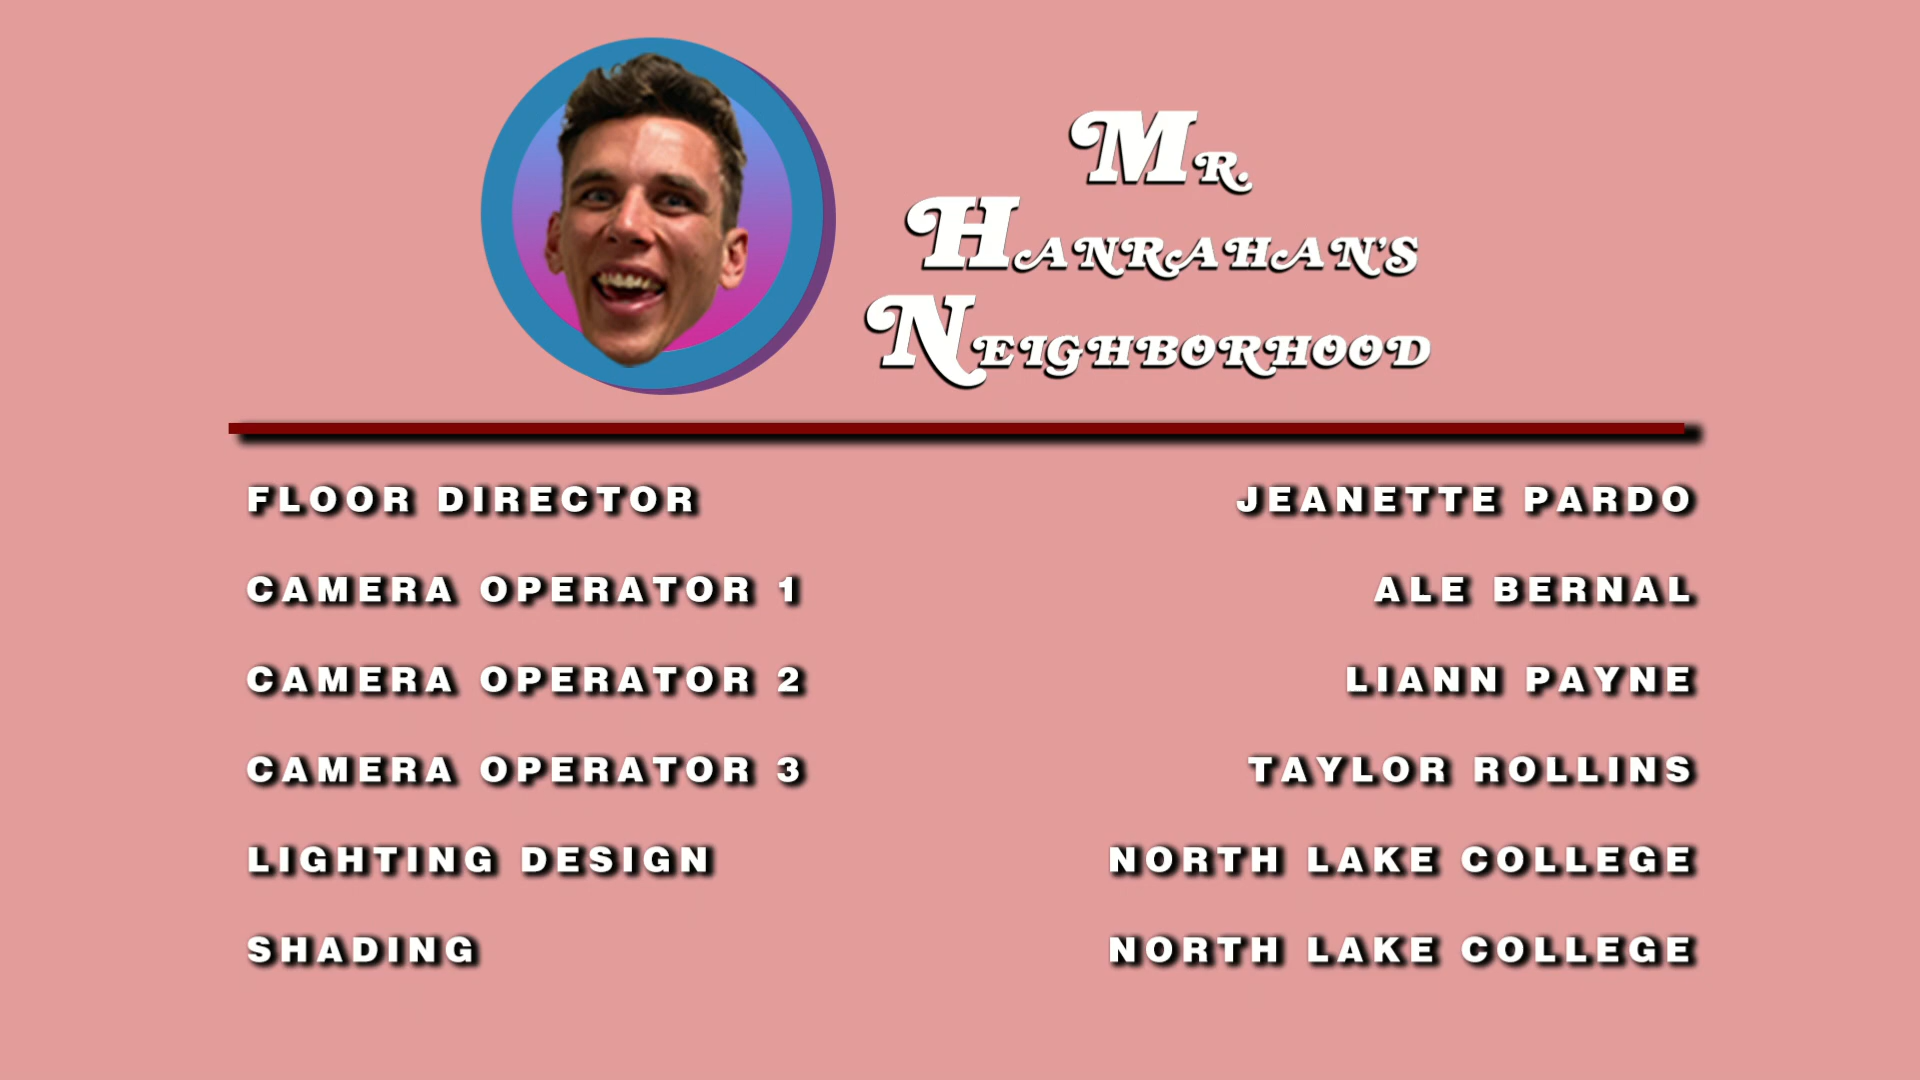 Mr.
Hanrahan's
Neighborhood
FLOOR DIRECTOR JEANETTE PARDO
CAMERA OPERATOR 1 ALE BERNAL
CAMERA OPERATOR 2 LIANN PAYNE
CAMERA OPERATOR 3 TAYLOR ROLLINS
LIGHTING DESIGN NORTH LAKE COLLEGE
SHADING NORTH LAKE COLLEGE